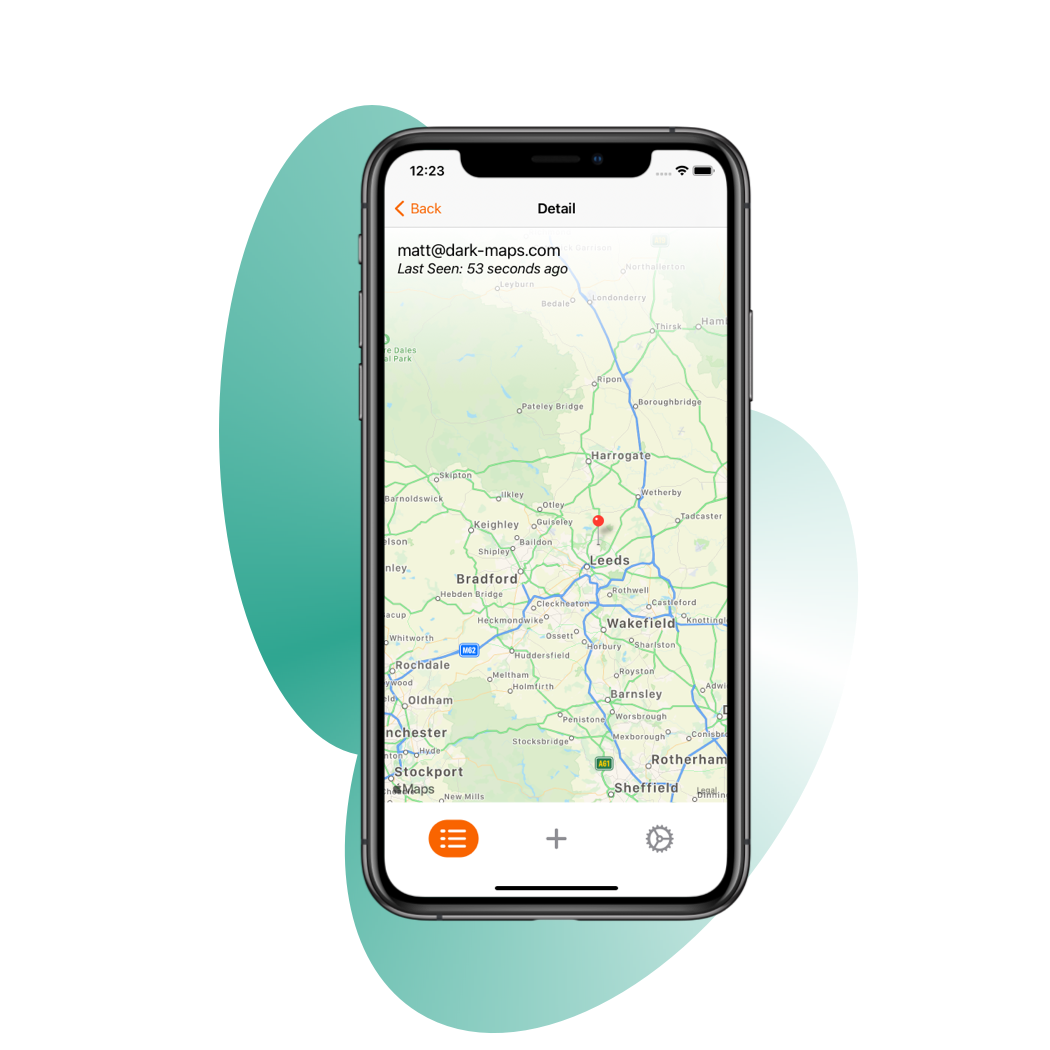 12:23
Back
Detail
matt@dark-maps.com
Last Seen: 53 seconds ago
Northallerton
Leyburn
Bedale
Londonderry
Thirsk
Ham
re Dales
al Park
Ripon
Pateley Bridge
Boroughbridge
Harrogate
Skipton
Wetherby
Barnoldswick
Ilkley
Otley
Tadcaster
Keighley
Guiseley
Baildon
elson
Shipley
Leeds
nley
Bradford
Hebden Bridge
Rothwell
Cleckheaton
Castleford
acup
Heckmondwike
Wakefield
Knottingl
Whitworth
Ossett
Horbury
Sharlston
M62
Huddersfield
Rochdale
Royston
Meltham
ywood
Holmfirth
Adwi
eld
Oldham
Barnsley
D
Penistone
Worsbrough
nchester
Stocksbridge
Mexborough
Conisbro
nton
Hyde
A61
Rotherham
Stockport
Maps
New Mills
Sheffield
Legal